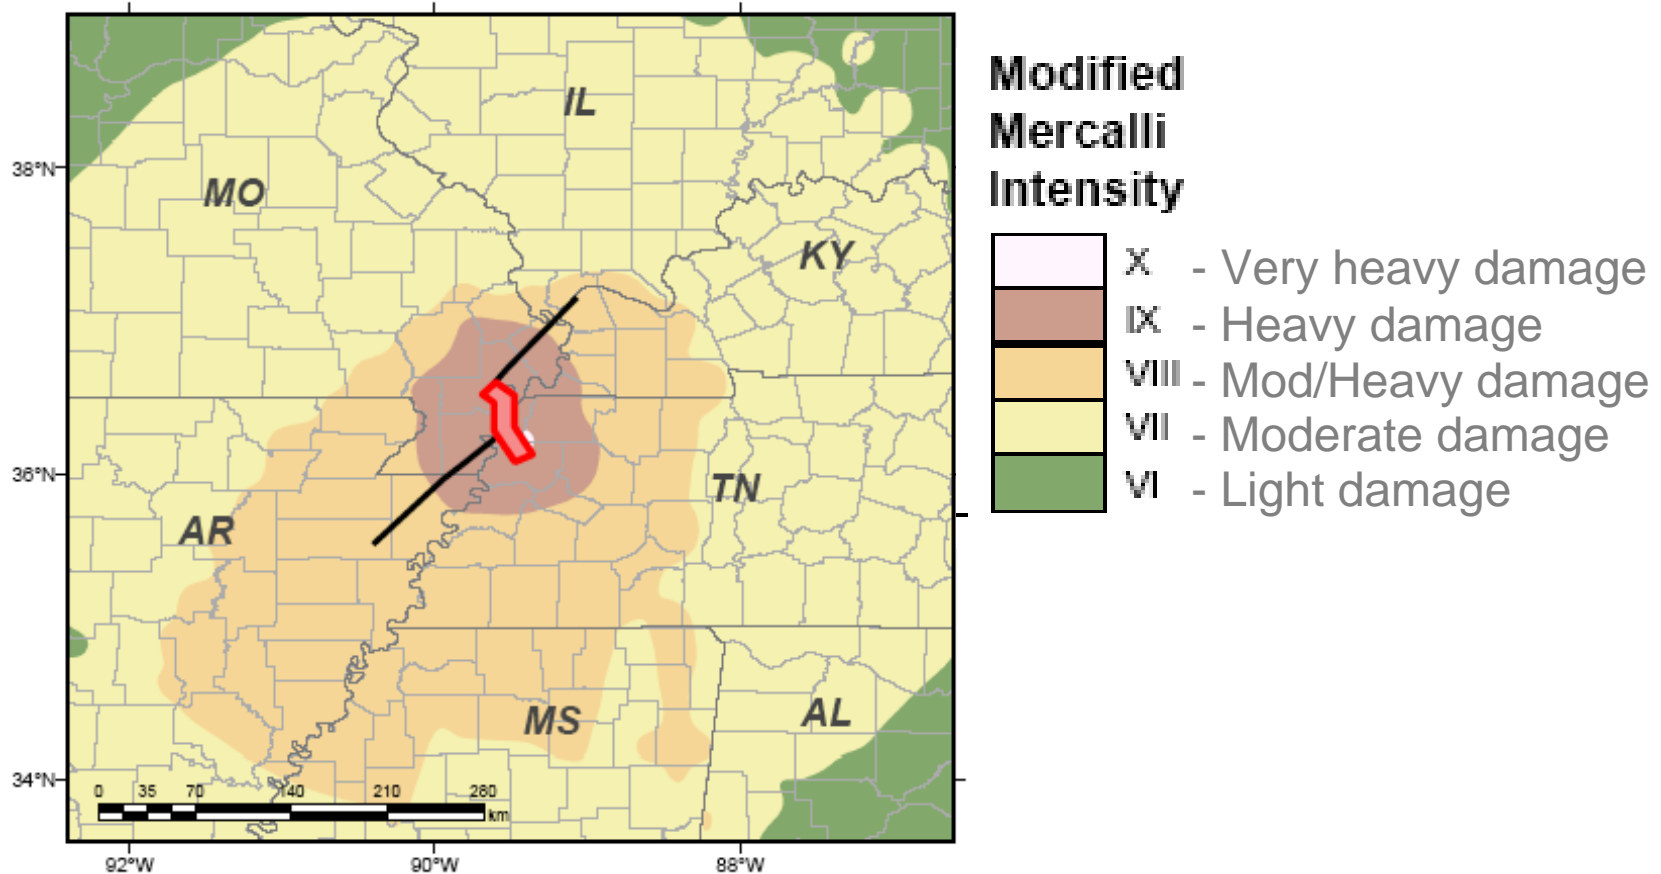 Modified
Mercalli
Intensity
X - Very heavy damage
IX - Heavy damage
VIII - Mod/Heavy damage
VII - Moderate damage
VI - Light damage
IL
38°N
MO
KY
36°N
TN
AR
MS
AL
34°N
0 35 70 140 210 280
km
92°W 90°W 88°W